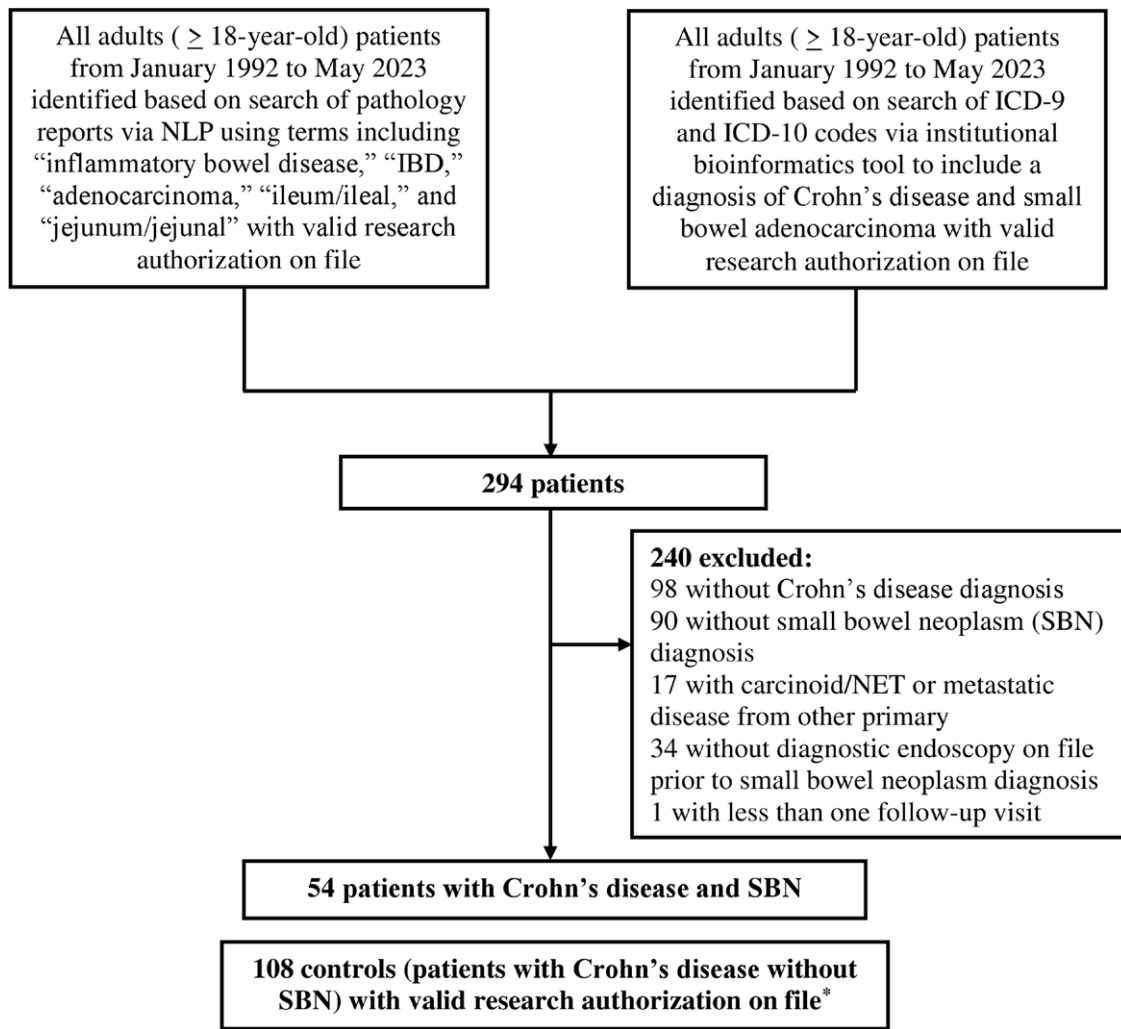 All adults ( ≥ 18-year-old) patients
from January 1992 to May 2023
identified based on search of pathology
reports via NLP using terms including
“inflammatory bowel disease,” “IBD,”
“adenocarcinoma,” “ileum/ileal,” and
“jejunum/jejunal” with valid research
authorization on file
All adults ( ≥ 18-year-old) patients
from January 1992 to May 2023
identified based on search of ICD-9
and ICD-10 codes via institutional
bioinformatics tool to include a
diagnosis of Crohn’s disease and small
bowel adenocarcinoma with valid
research authorization on file
294 patients
240 excluded:
98 without Crohn’s disease diagnosis
90 without small bowel neoplasm (SBN)
diagnosis
17 with carcinoid/NET or metastatic
disease from other primary
34 without diagnostic endoscopy on file
prior to small bowel neoplasm diagnosis
1 with less than one follow-up visit
54 patients with Crohn’s disease and SBN
108 controls (patients with Crohn’s disease without
SBN) with valid research authorization on file*